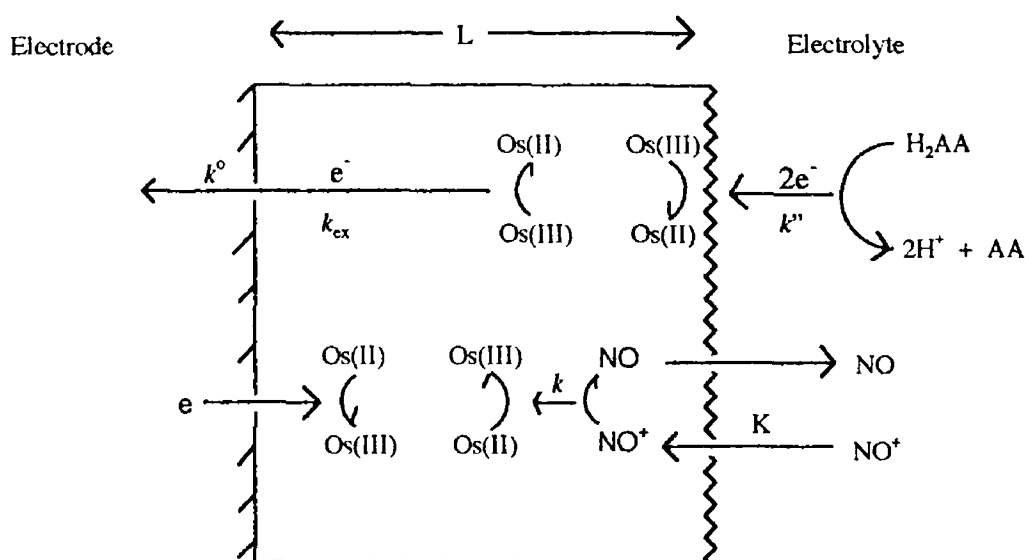 L
Electrode
Electrolyte
Os(II) Os(III) H₂AA
k° e⁻ 2e⁻
k_ex k”
Os(III) Os(II) 2H⁺ + AA
Os(II) Os(III) NO NO
e k
Os(III) Os(II) NO⁺ K NO⁺